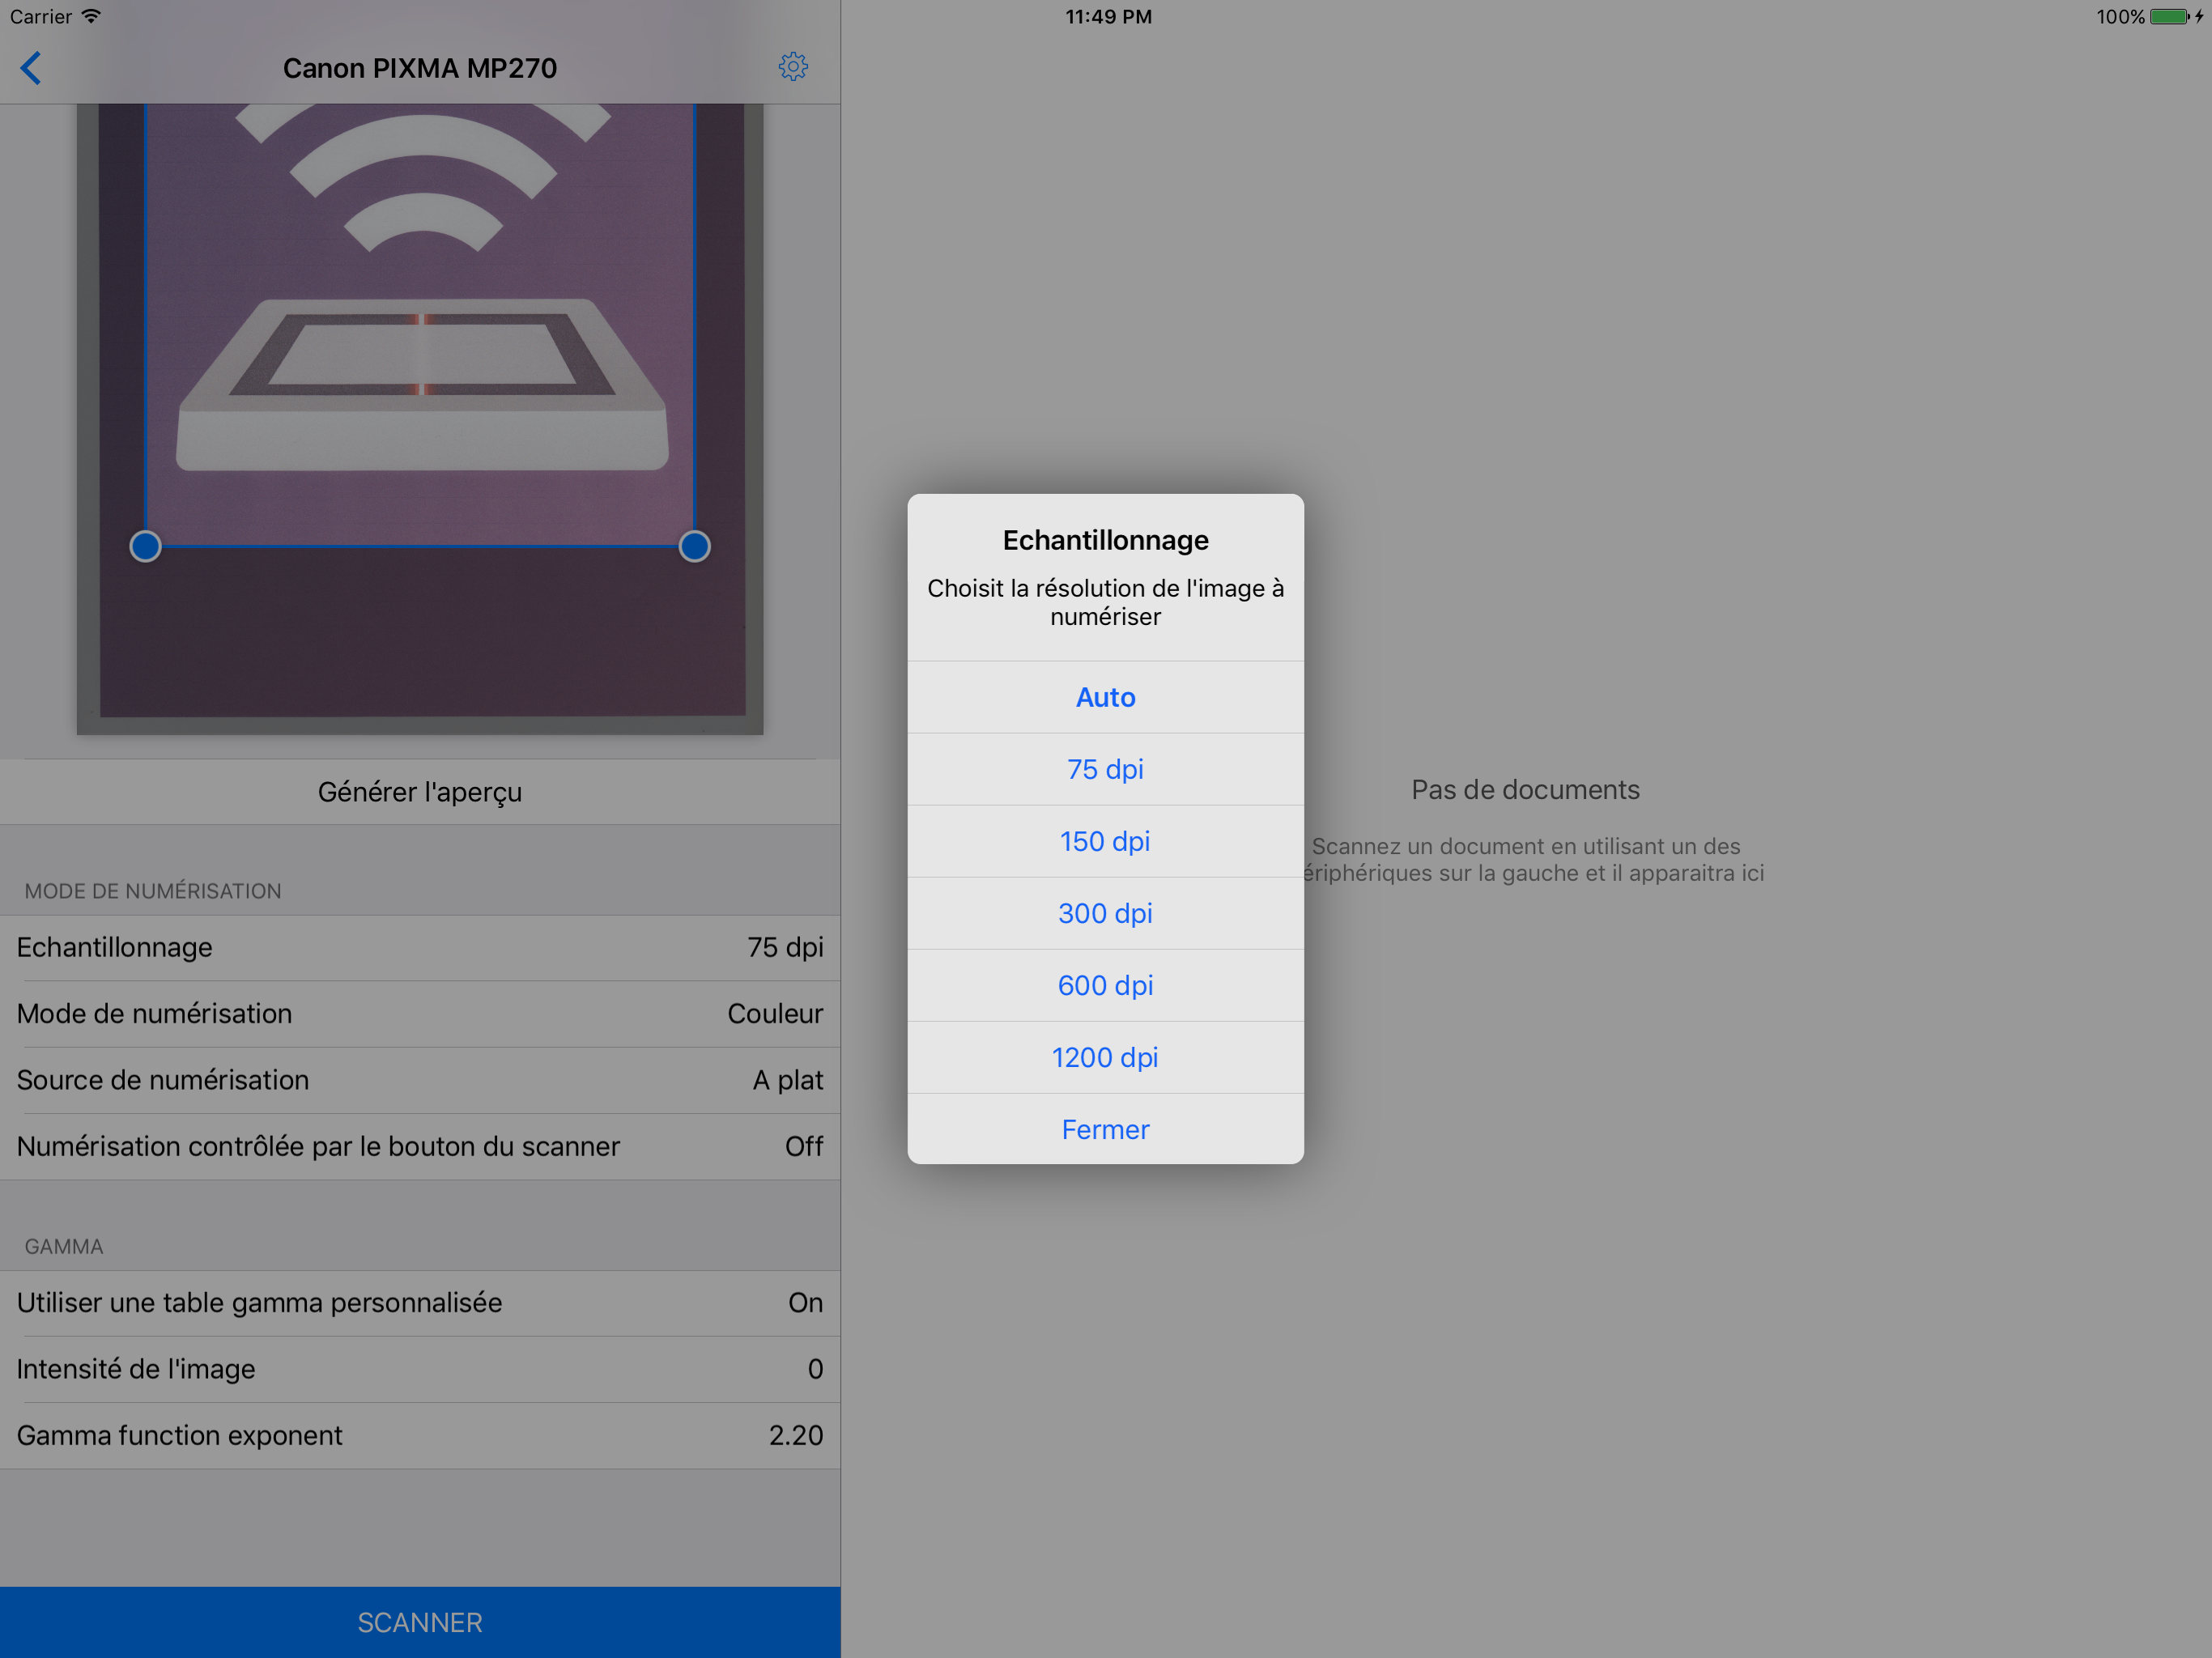 Carrier
11:49 PM
100%
Canon PIXMA MP270
Générer l'aperçu
MODE DE NUMÉRISATION
Echantillonnage 75 dpi
Mode de numérisation Couleur
Source de numérisation A plat
Numérisation contrôlée par le bouton du scanner Off
GAMMA
Utiliser une table gamma personnalisée On
Intensité de l'image 0
Gamma function exponent 2.20
SCANNER
Echantillonnage
Choisit la résolution de l'image à
numériser
Auto
75 dpi
150 dpi
300 dpi
600 dpi
1200 dpi
Fermer
Pas de documents
Scannez un document en utilisant un des
ériphériques sur la gauche et il apparaitra ici